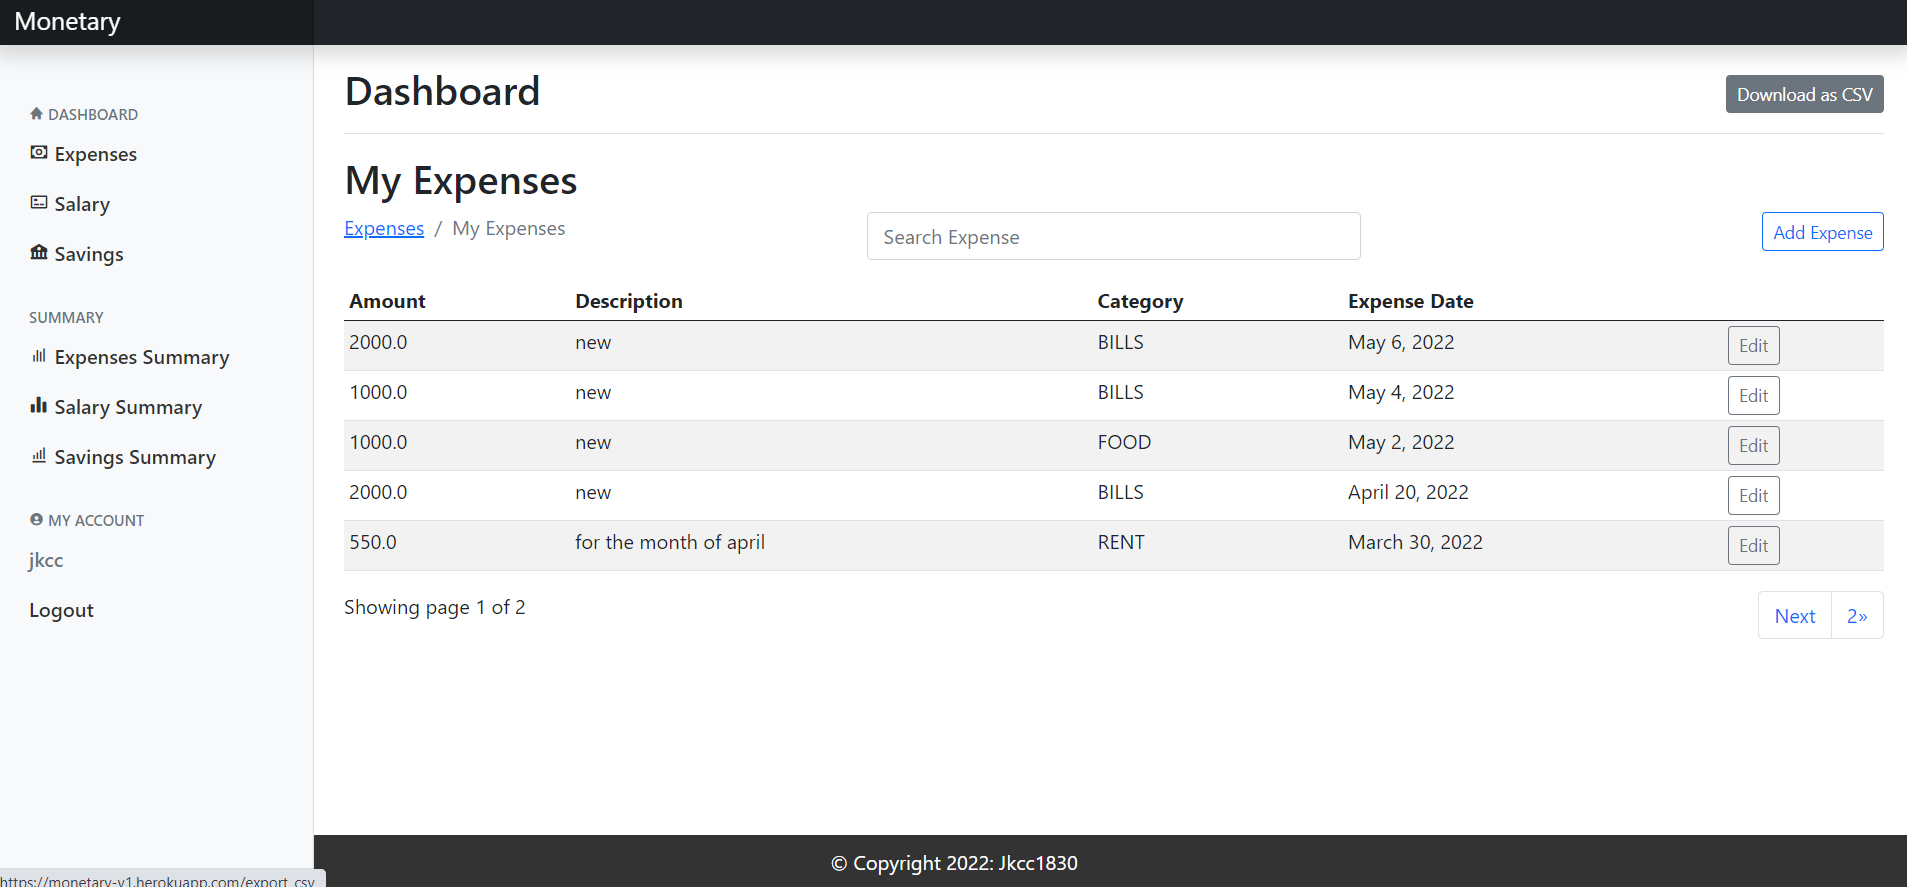 Monetary
DASHBOARD
Expenses
Salary
Savings
SUMMARY
Expenses Summary
Salary Summary
Savings Summary
MY ACCOUNT
jkcc
Logout
Dashboard
Download as CSV
My Expenses
Expenses / My Expenses
Search Expense
Add Expense
Amount Description Category Expense Date
2000.0 new BILLS May 6, 2022 Edit
1000.0 new BILLS May 4, 2022 Edit
1000.0 new FOOD May 2, 2022 Edit
2000.0 new BILLS April 20, 2022 Edit
550.0 for the month of april RENT March 30, 2022 Edit
Showing page 1 of 2
Next 2»
© Copyright 2022: Jkcc1830
https://monetary-v1.herokuapp.com/export_csv